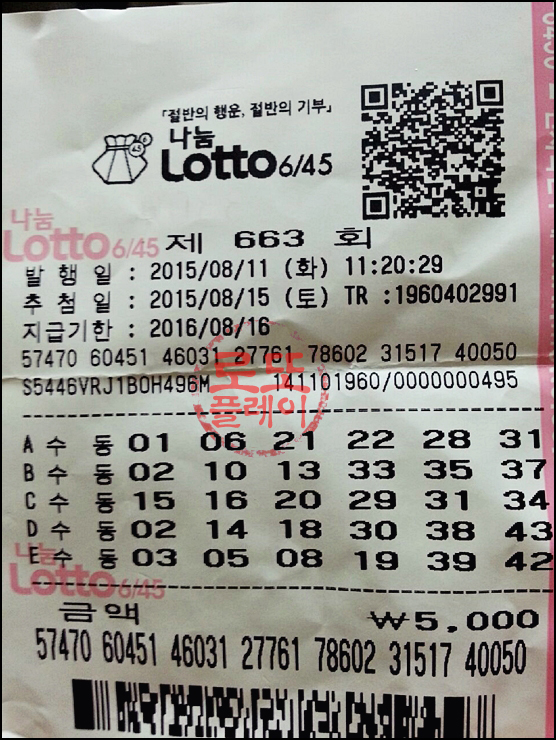 「절반의 행운, 절반의 기부」
나눔
Lotto 6/45
나눔
Lotto 6/45 제 663 회
발 행 일 : 2015/08/11 (화) 11:20:29
추 첨 일 : 2015/08/15 (토) TR :1960402991
지급기한 : 2016/08/16
57470 60451 46031 27761 78602 31517 40050
S5446VRJ1BOH496M 141101960/0000000495
로또
플레이
A 수 동 01 06 21 22 28 31
B 수 동 02 10 13 33 35 37
C 수 동 15 16 20 29 31 34
D 수 동 02 14 18 30 38 43
E 수 동 03 05 08 19 39 42
나눔
Lotto 6/45
금액 ₩5,000
57470 60451 46031 27761 78602 31517 40050